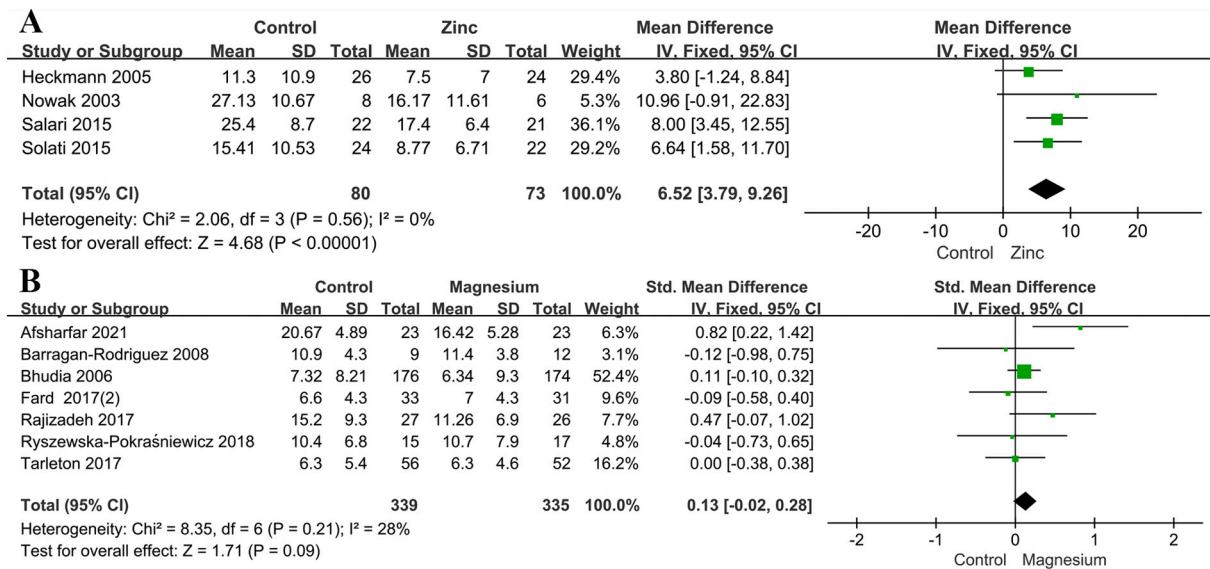 A
Control Zinc Mean Difference Mean Difference
Study or Subgroup Mean SD Total Mean SD Total Weight IV, Fixed, 95% CI IV, Fixed, 95% CI
Heckmann 2005 11.3 10.9 26 7.5 7 24 29.4% 3.80 [-1.24, 8.84]
Nowak 2003 27.13 10.67 8 16.17 11.61 6 5.3% 10.96 [-0.91, 22.83]
Salari 2015 25.4 8.7 22 17.4 6.4 21 36.1% 8.00 [3.45, 12.55]
Solati 2015 15.41 10.53 24 8.77 6.71 22 29.2% 6.64 [1.58, 11.70]
Total (95% CI) 80 73 100.0% 6.52 [3.79, 9.26]
Heterogeneity: Chi² = 2.06, df = 3 (P = 0.56); I² = 0%
Test for overall effect: Z = 4.68 (P < 0.00001)
-20 -10 0 10 20
Control Zinc
B
Control Magnesium Std. Mean Difference Std. Mean Difference
Study or Subgroup Mean SD Total Mean SD Total Weight IV, Fixed, 95% CI IV, Fixed, 95% CI
Afsharfar 2021 20.67 4.89 23 16.42 5.28 23 6.3% 0.82 [0.22, 1.42]
Barragan-Rodriguez 2008 10.9 4.3 9 11.4 3.8 12 3.1% -0.12 [-0.98, 0.75]
Bhudia 2006 7.32 8.21 176 6.34 9.3 174 52.4% 0.11 [-0.10, 0.32]
Fard 2017(2) 6.6 4.3 33 7 4.3 31 9.6% -0.09 [-0.58, 0.40]
Rajizadeh 2017 15.2 9.3 27 11.26 6.9 26 7.7% 0.47 [-0.07, 1.02]
Ryszewska-Pokraśniewicz 2018 10.4 6.8 15 10.7 7.9 17 4.8% -0.04 [-0.73, 0.65]
Tarleton 2017 6.3 5.4 56 6.3 4.6 52 16.2% 0.00 [-0.38, 0.38]
Total (95% CI) 339 335 100.0% 0.13 [-0.02, 0.28]
Heterogeneity: Chi² = 8.35, df = 6 (P = 0.21); I² = 28%
Test for overall effect: Z = 1.71 (P = 0.09)
-2 -1 0 1 2
Control Magnesium